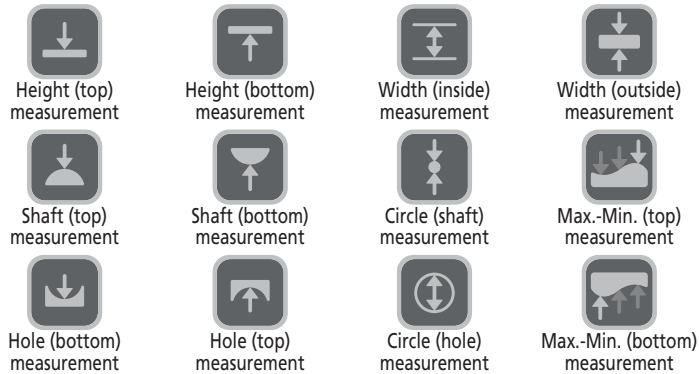 Height (top)
measurement
Height (bottom)
measurement
Width (inside)
measurement
Width (outside)
measurement
Shaft (top)
measurement
Shaft (bottom)
measurement
Circle (shaft)
measurement
Max.-Min. (top)
measurement
Hole (bottom)
measurement
Hole (top)
measurement
Circle (hole)
measurement
Max.-Min. (bottom)
measurement